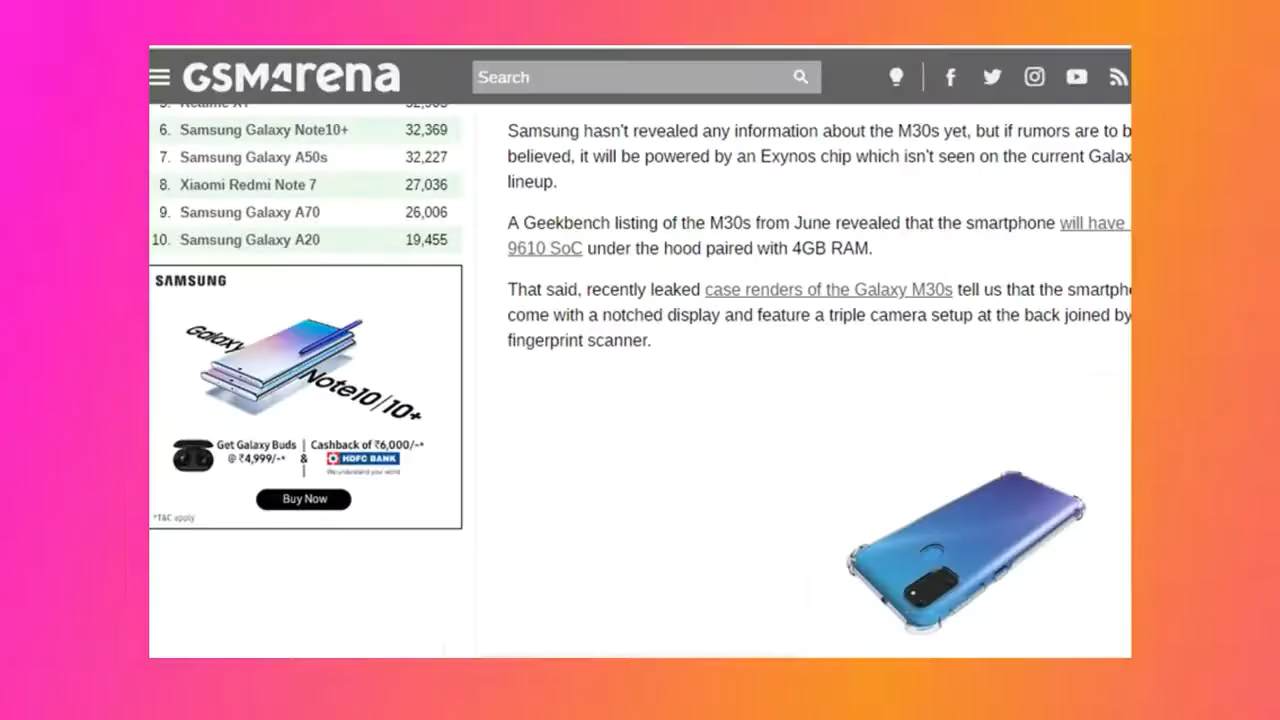 GSMArena
Search
6. Samsung Galaxy Note10+ 32,369
7. Samsung Galaxy A50s 32,227
8. Xiaomi Redmi Note 7 27,036
9. Samsung Galaxy A70 26,006
10. Samsung Galaxy A20 19,455
SAMSUNG
Galaxy
Note10/10+
Get Galaxy Buds
@ ₹4,999/-*
&
Cashback of ₹6,000/-*
HDFC BANK
We understand your world
Buy Now
*T&C apply
Samsung hasn't revealed any information about the M30s yet, but if rumors are to b
believed, it will be powered by an Exynos chip which isn't seen on the current Galax
lineup.
A Geekbench listing of the M30s from June revealed that the smartphone will have
9610 SoC under the hood paired with 4GB RAM.
That said, recently leaked case renders of the Galaxy M30s tell us that the smartph
come with a notched display and feature a triple camera setup at the back joined by
fingerprint scanner.